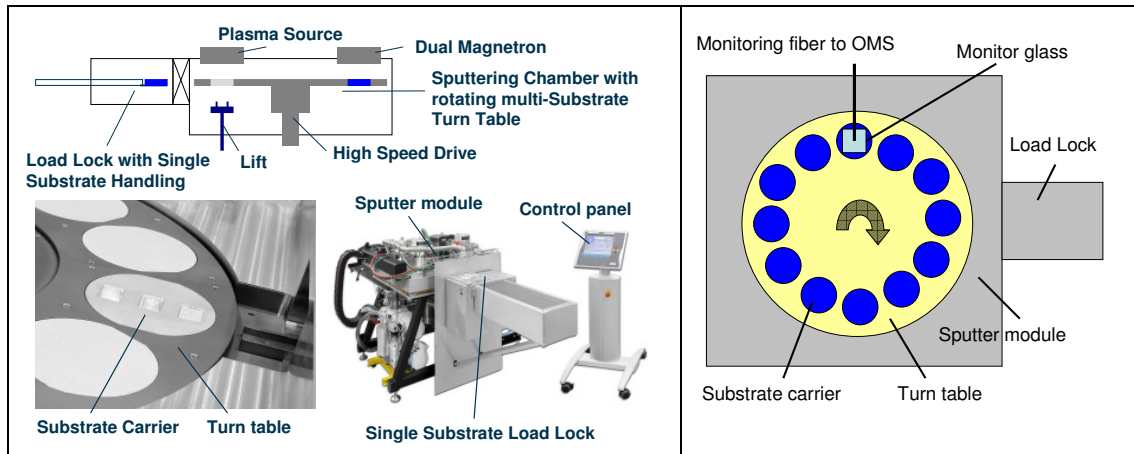 Plasma Source
Dual Magnetron
Sputtering Chamber with
rotating multi-Substrate
Turn Table
High Speed Drive
Lift
Load Lock with Single
Substrate Handling
Sputter module
Control panel
Substrate Carrier
Turn table
Single Substrate Load Lock
Monitoring fiber to OMS
Monitor glass
Load Lock
Sputter module
Substrate carrier
Turn table